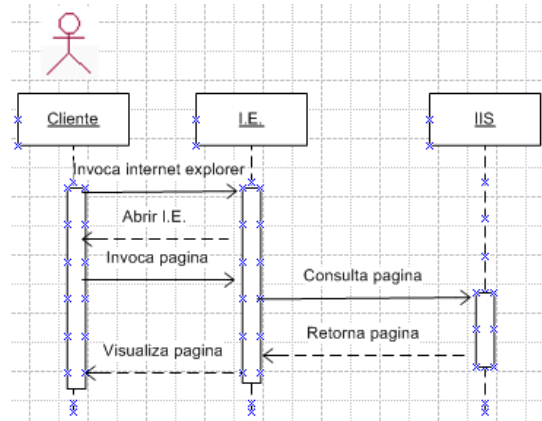 Cliente
I.E.
IIS
Invoca internet explorer
Abrir I.E.
Invoca pagina
Consulta pagina
Retorna pagina
Visualiza pagina